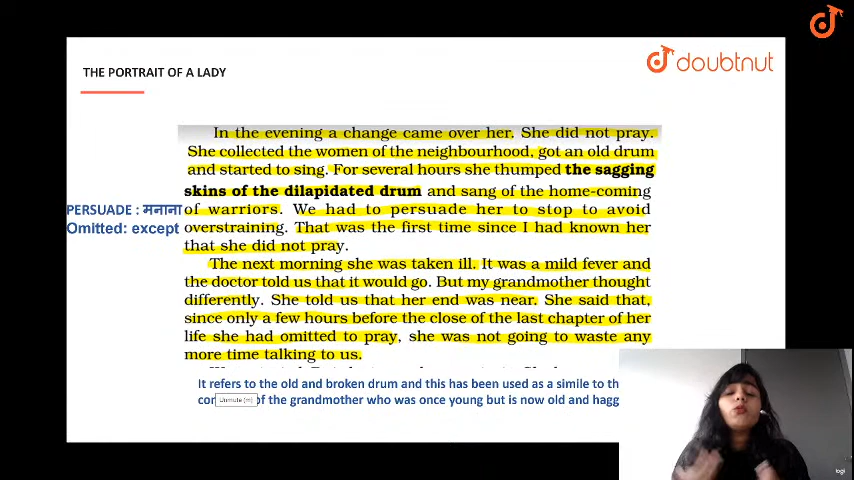 THE PORTRAIT OF A LADY
doubtnut
In the evening a change came over her. She did not pray.
She collected the women of the neighbourhood, got an old drum
and started to sing. For several hours she thumped the sagging
skins of the dilapidated drum and sang of the home-coming
of warriors. We had to persuade her to stop to avoid
overstraining. That was the first time since I had known her
that she did not pray.
PERSUADE : मनाना
Omitted: except
The next morning she was taken ill. It was a mild fever and
the doctor told us that it would go. But my grandmother thought
differently. She told us that her end was near. She said that,
since only a few hours before the close of the last chapter of her
life she had omitted to pray, she was not going to waste any
more time talking to us.
It refers to the old and broken drum and this has been used as a simile to th
con of the grandmother who was once young but is now old and hagg
Unmute (m)
logi